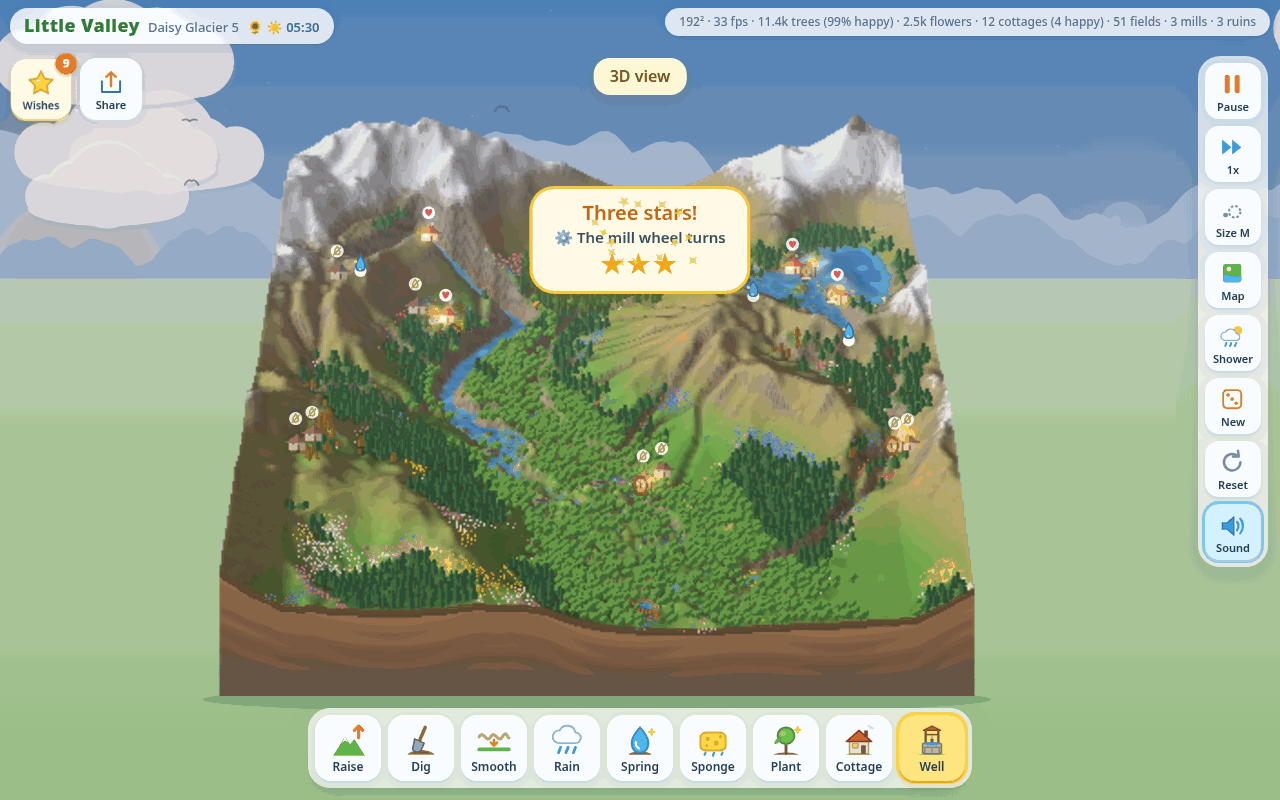 Little Valley Daisy Glacier 5 05:30
192² · 33 fps · 11.4k trees (99% happy) · 2.5k flowers · 12 cottages (4 happy) · 51 fields · 3 mills · 3 ruins
9
Wishes
Share
3D view
Three stars!
The mill wheel turns
Pause
1x
Size M
Map
Shower
New
Reset
Sound
Raise
Dig
Smooth
Rain
Spring
Sponge
Plant
Cottage
Well